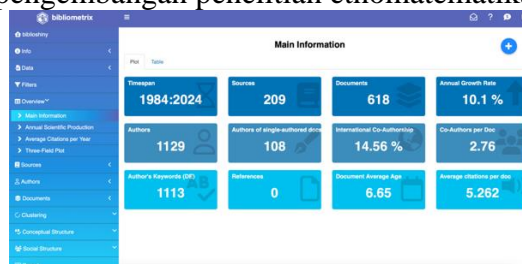 pengembangan penelitian etnomatematika
bibliometrix
biblioshiny
Info
Data
Filters
Overview
Main Information
Annual Scientific Production
Average Citations per Year
Three-Field Plot
Sources
Authors
Documents
Clustering
Conceptual Structure
Social Structure
Main Information
Plot Table
Timespan
1984:2024
Sources
209
Documents
618
Annual Growth Rate
10.1 %
Authors
1129
Authors of single-authored docs
108
International Co-Authorship
14.56 %
Co-Authors per Doc
2.76
Author's Keywords (DE)
1113
References
0
Document Average Age
6.65
Average citations per doc
5.262